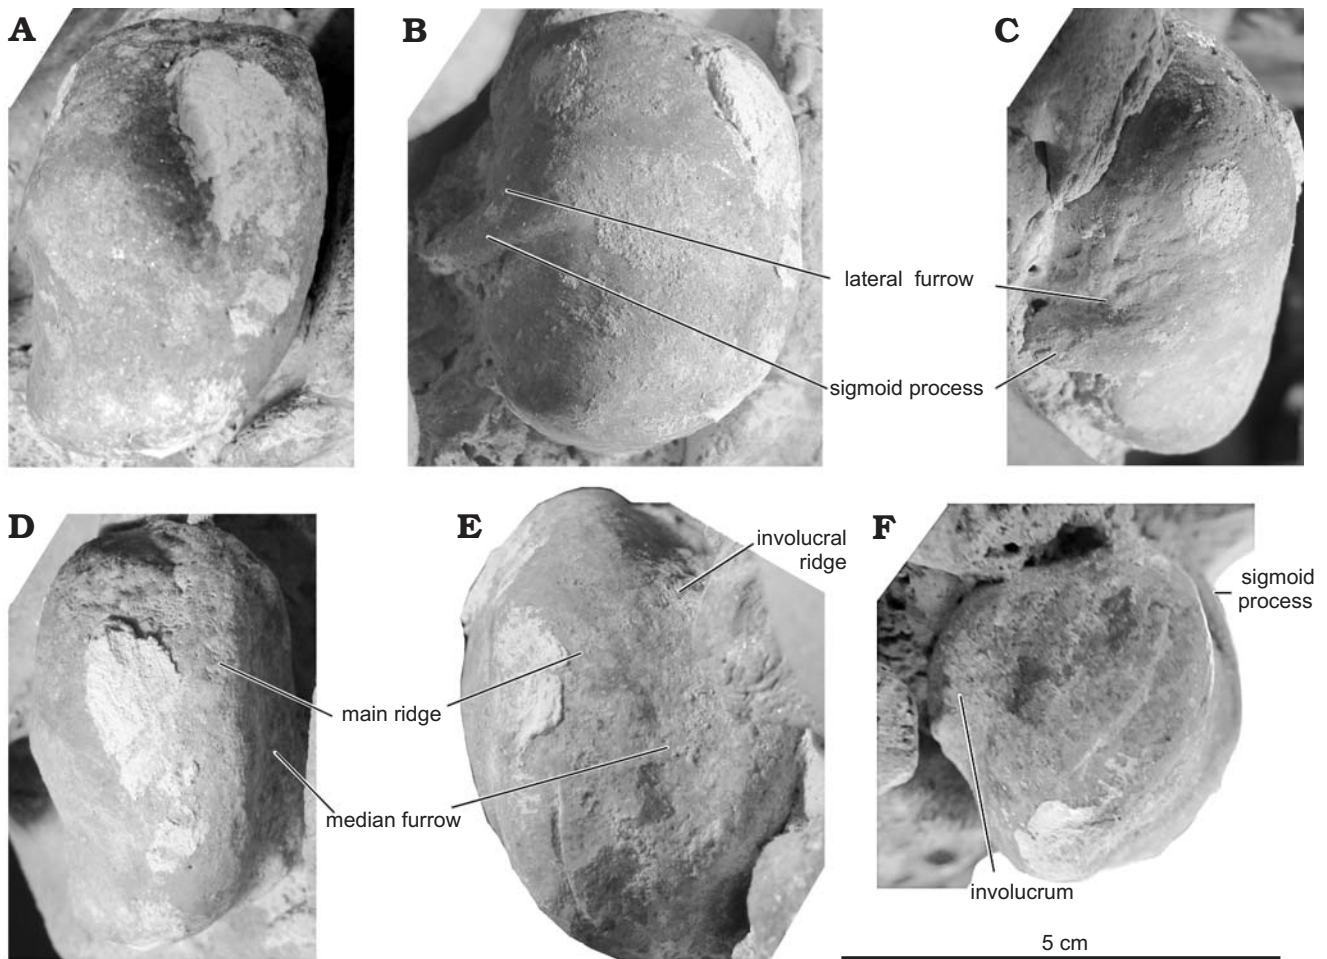 A
B
C
lateral furrow
sigmoid process
D
E
F
involucral
ridge
sigmoid
process
main ridge
median furrow
involucrum
5 cm